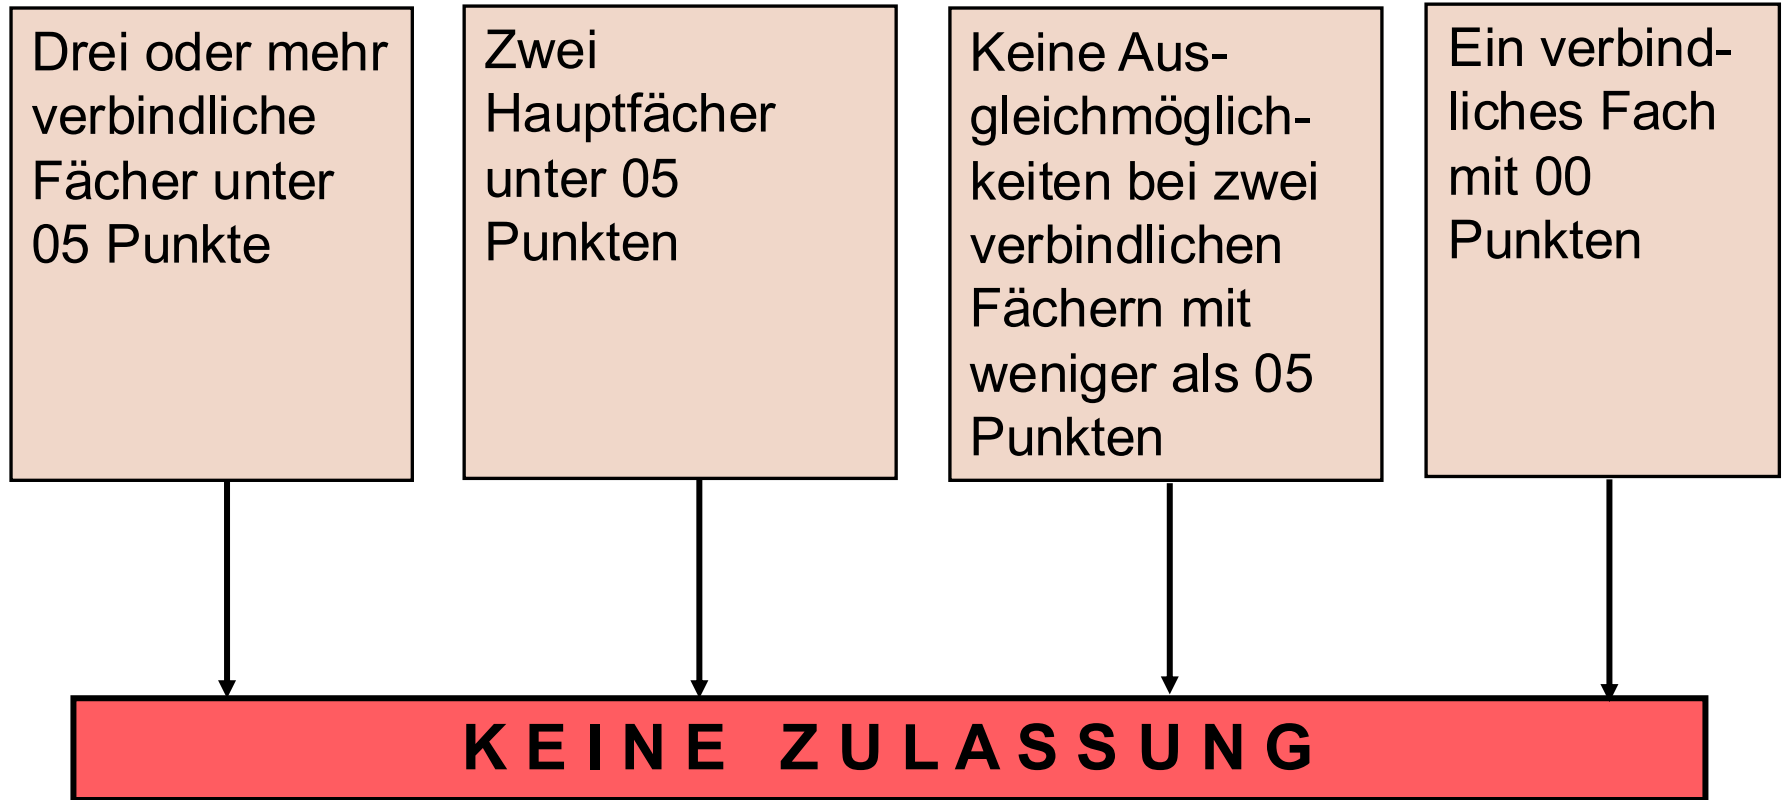 Drei oder mehr
verbindliche
Fächer unter
05 Punkte
Zwei
Hauptfächer
unter 05
Punkten
Keine Aus-
gleichmöglich-
keiten bei zwei
verbindlichen
Fächern mit
weniger als 05
Punkten
Ein verbind-
liches Fach
mit 00
Punkten
KEINE ZULASSUNG